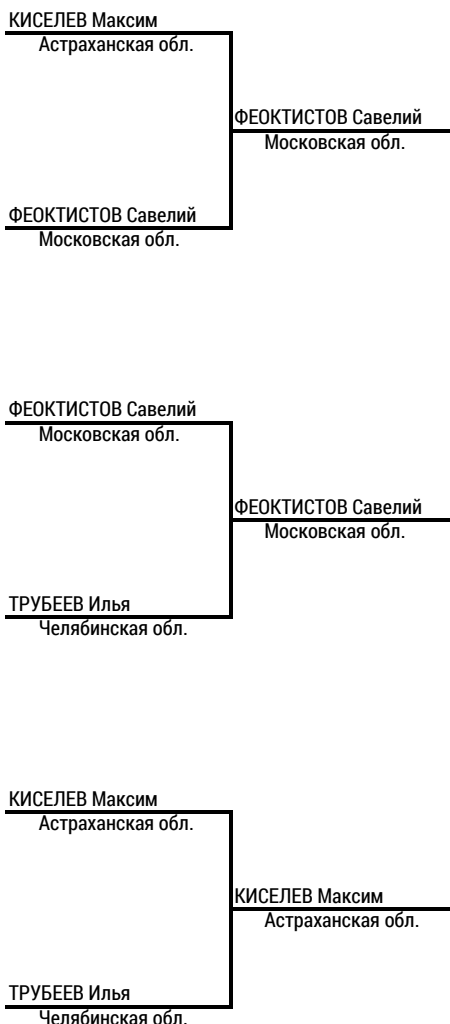 КИСЕЛЕВ Максим
Астраханская обл.
ФЕОКТИСТОВ Савелий
Московская обл.
ФЕОКТИСТОВ Савелий
Московская обл.
ФЕОКТИСТОВ Савелий
Московская обл.
ФЕОКТИСТОВ Савелий
Московская обл.
ТРУБЕЕВ Илья
Челябинская обл.
КИСЕЛЕВ Максим
Астраханская обл.
КИСЕЛЕВ Максим
Астраханская обл.
ТРУБЕЕВ Илья
Челябинская обл.